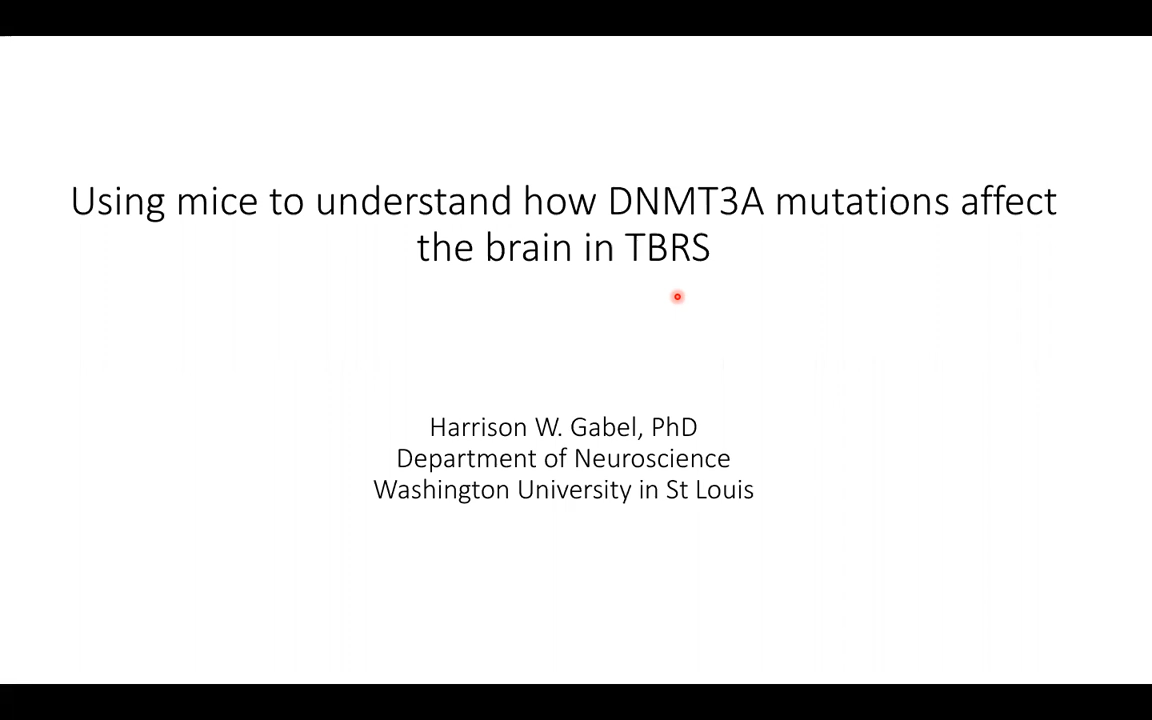 Using mice to understand how DNMT3A mutations affect
the brain in TBRS
Harrison W. Gabel, PhD
Department of Neuroscience
Washington University in St Louis